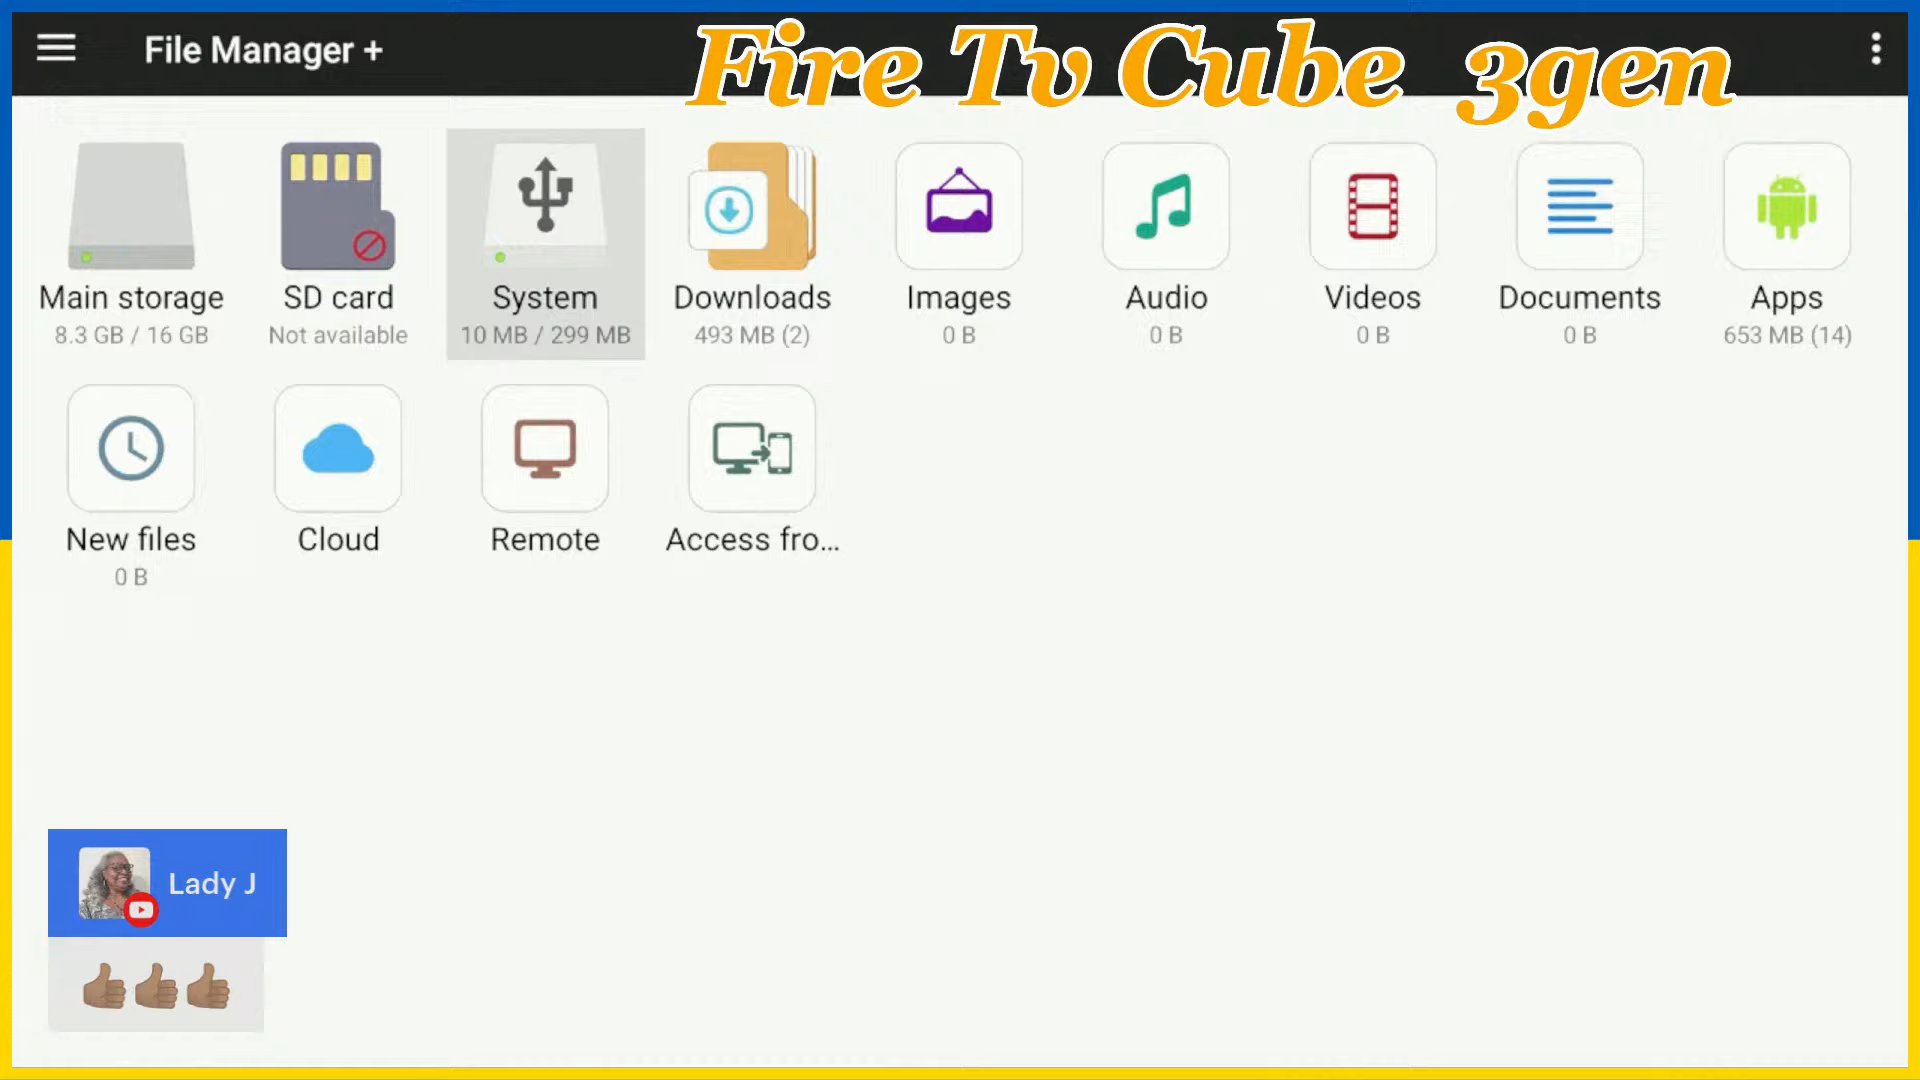 File Manager +
Fire Tv Cube 3gen
Main storage
8.3 GB / 16 GB
SD card
Not available
System
10 MB / 299 MB
Downloads
493 MB (2)
Images
0 B
Audio
0 B
Videos
0 B
Documents
0 B
Apps
653 MB (14)
New files
0 B
Cloud
Remote
Access fro...
Lady J